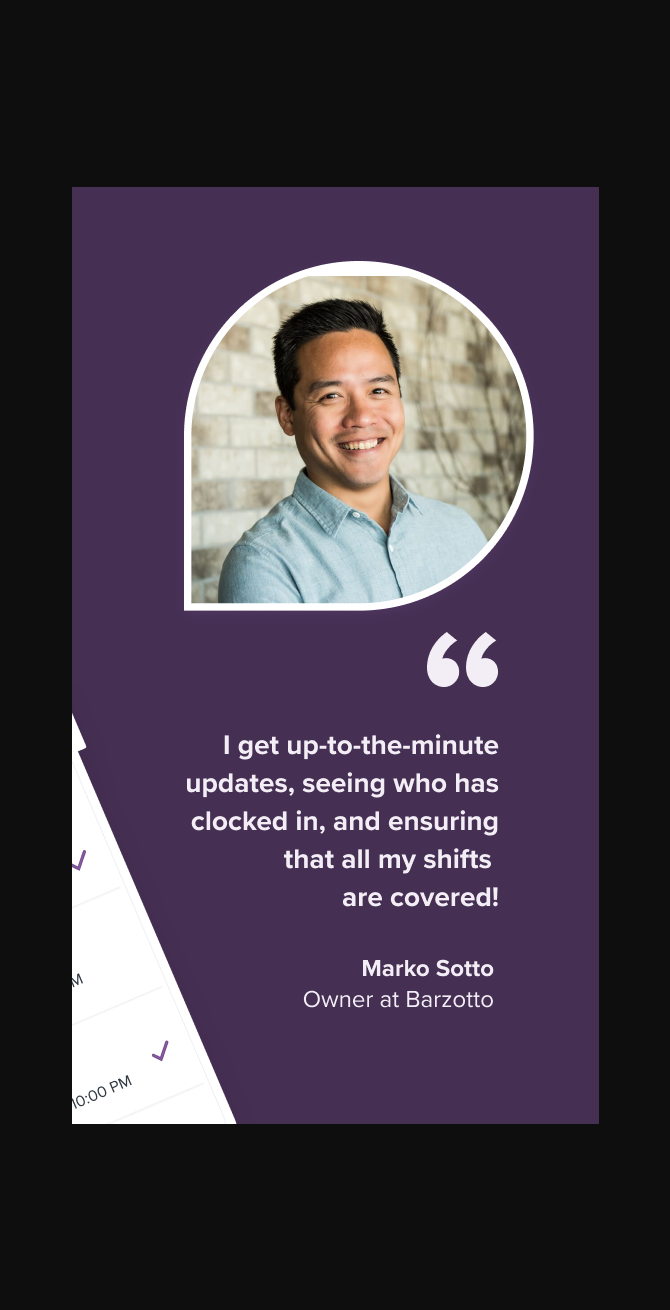 “
I get up-to-the-minute
updates, seeing who has
clocked in, and ensuring
that all my shifts
are covered!
Marko Sotto
Owner at Barzotto
M
10:00 PM